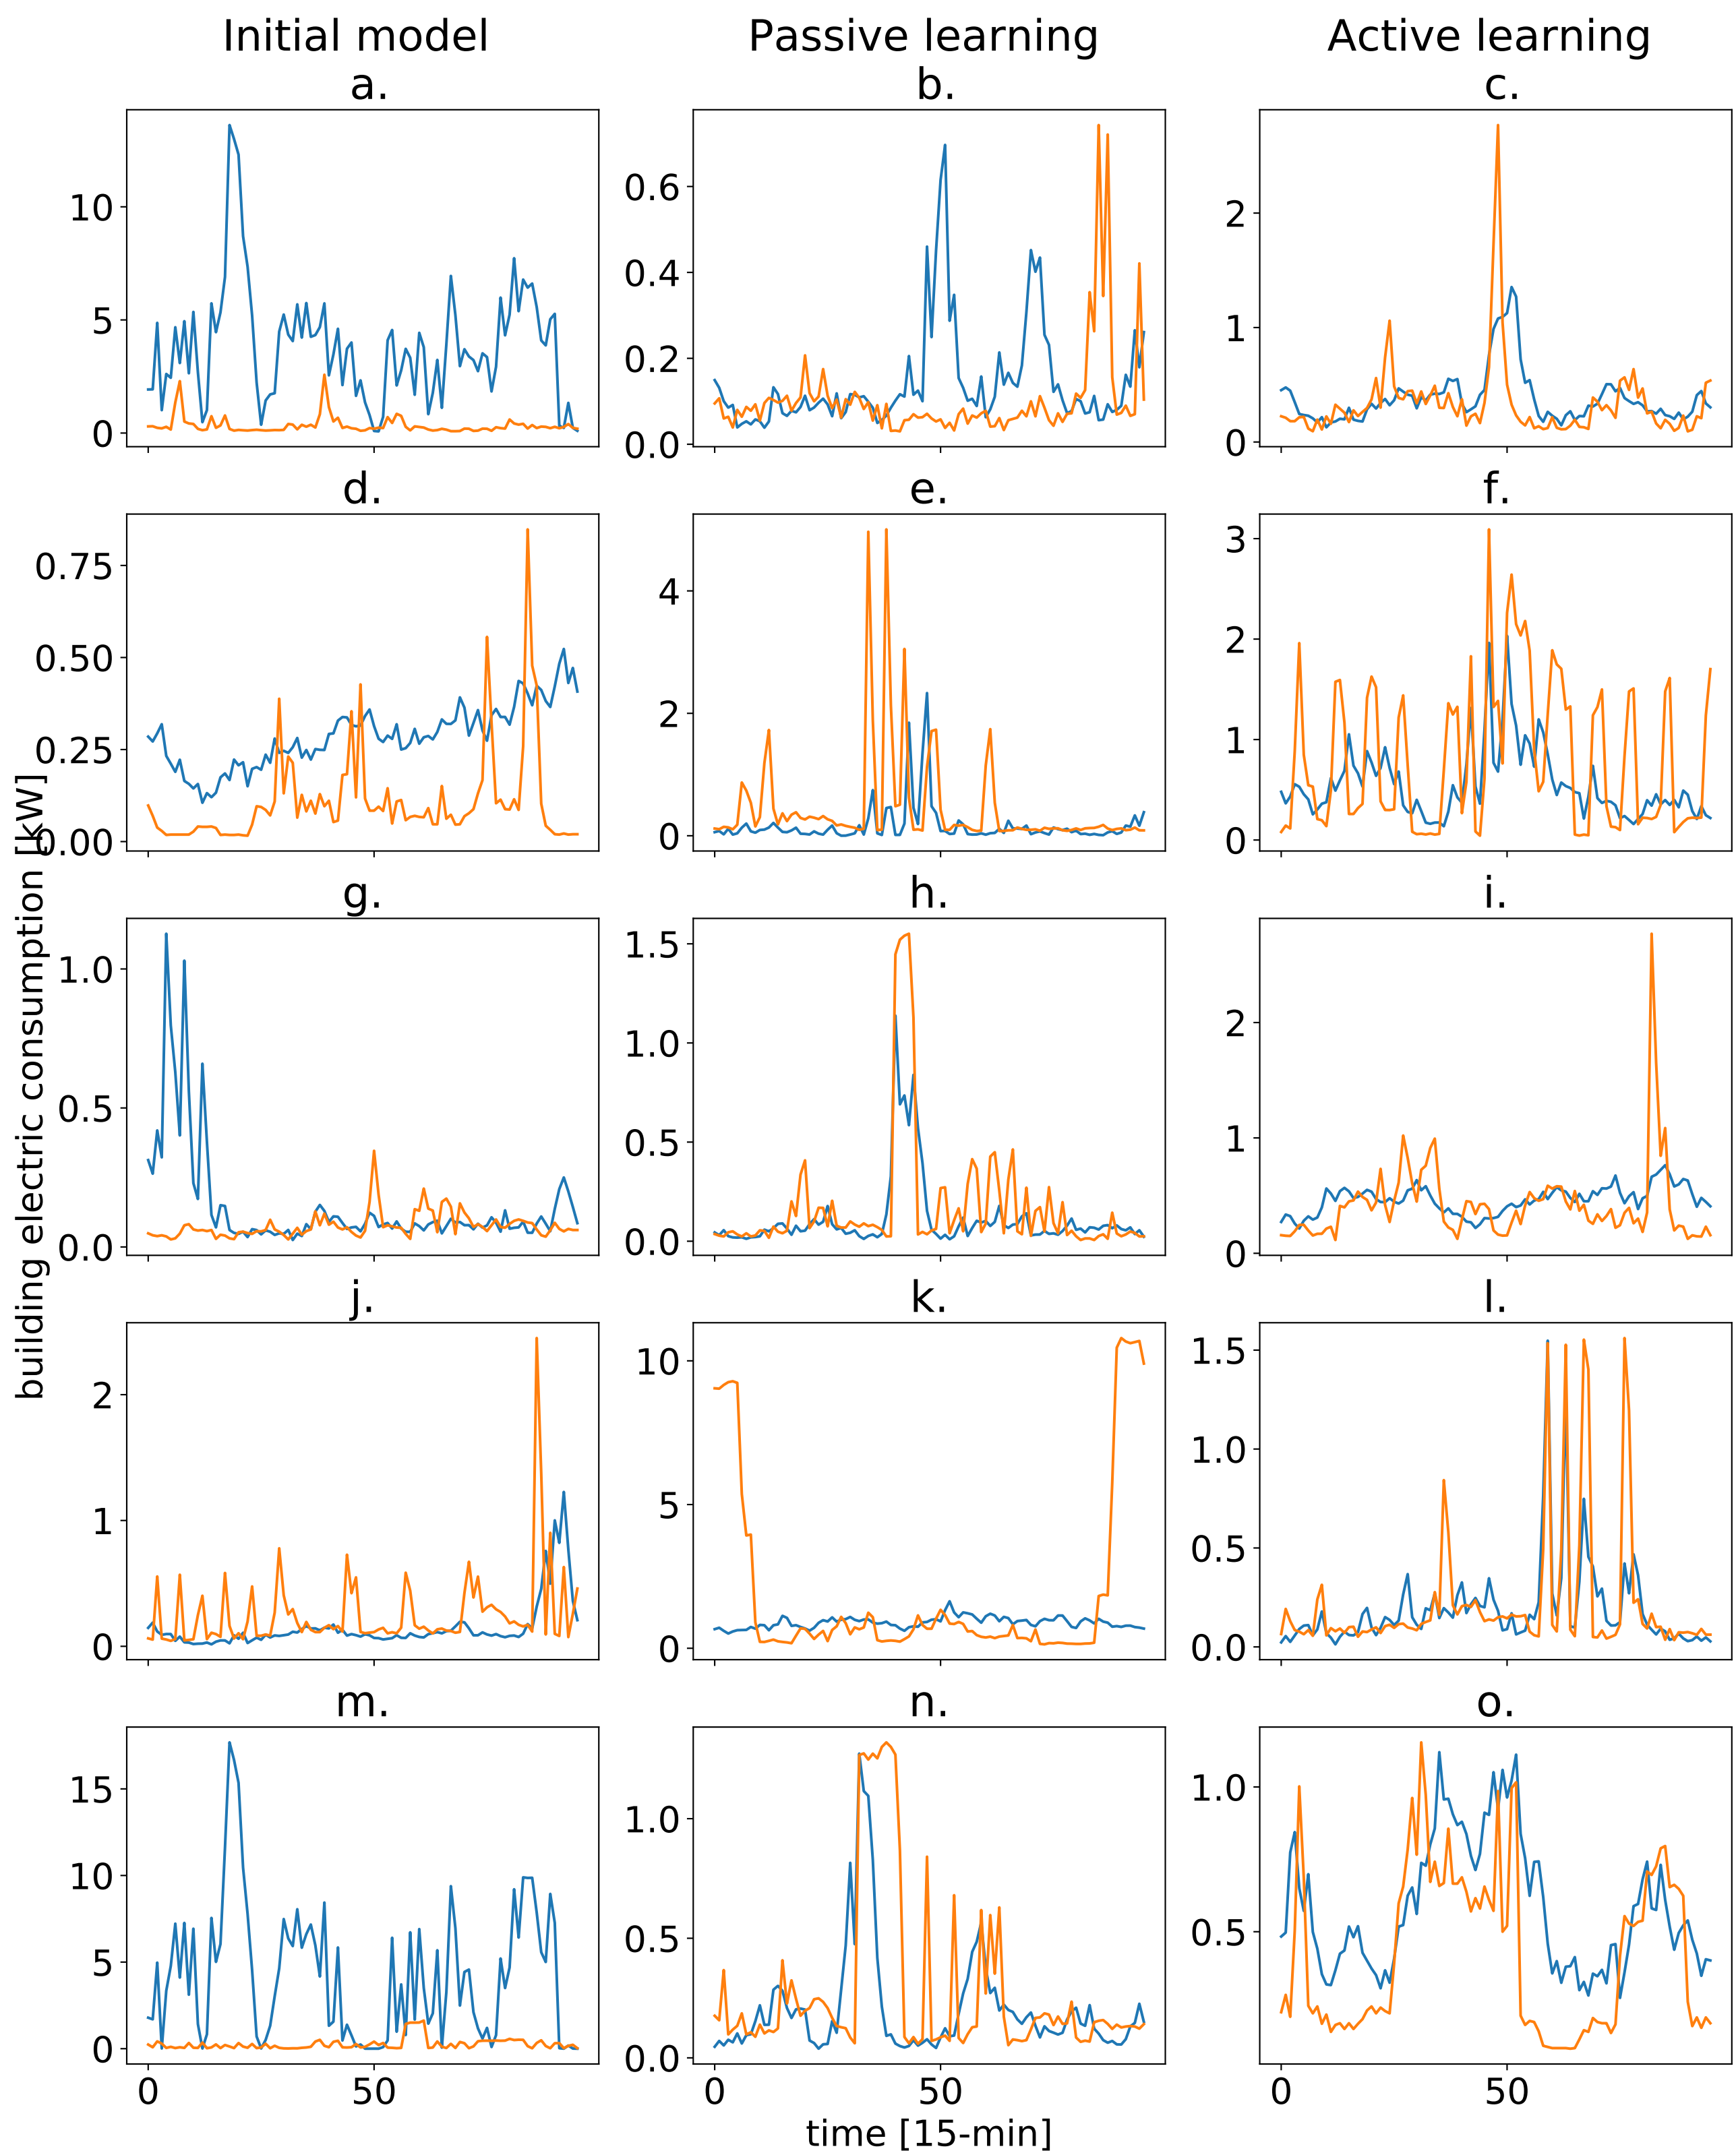 Initial model
Passive learning
Active learning
a.
b.
c.
10
5
0
0.6
0.4
0.2
0.0
2
1
0
d.
e.
f.
0.75
0.50
0.25
0.00
4
2
0
3
2
1
0
g.
h.
i.
1.0
0.5
0.0
1.5
1.0
0.5
0.0
2
1
0
j.
k.
l.
2
1
0
10
5
0
1.5
1.0
0.5
0.0
m.
n.
o.
15
10
5
0
1.0
0.5
0.0
1.0
0.5
0
50
0
50
0
50
time [15-min]
building electric consumption [kW]